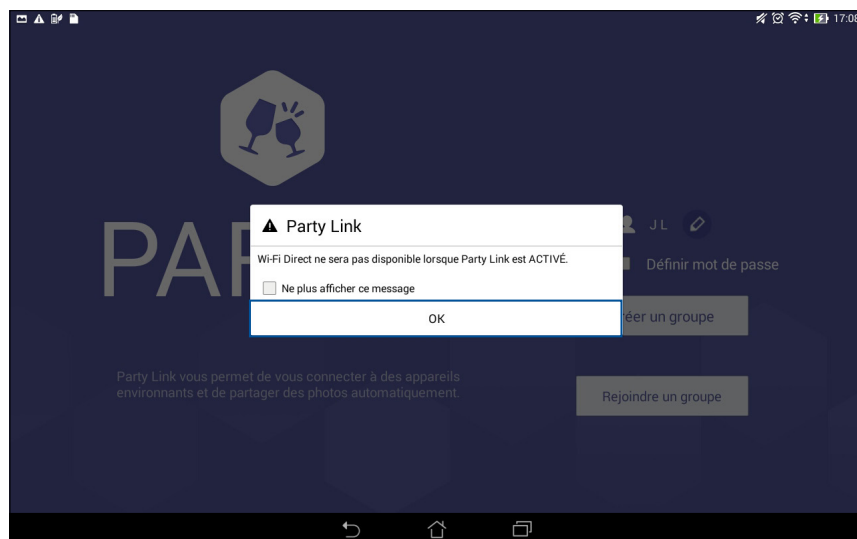 17:08
PAR
Party Link
Wi-Fi Direct ne sera pas disponible lorsque Party Link est ACTIVÉ.
Ne plus afficher ce message
OK
J L
Définir mot de passe
réer un groupe
Party Link vous permet de vous connecter à des appareils
environnants et de partager des photos automatiquement.
Rejoindre un groupe